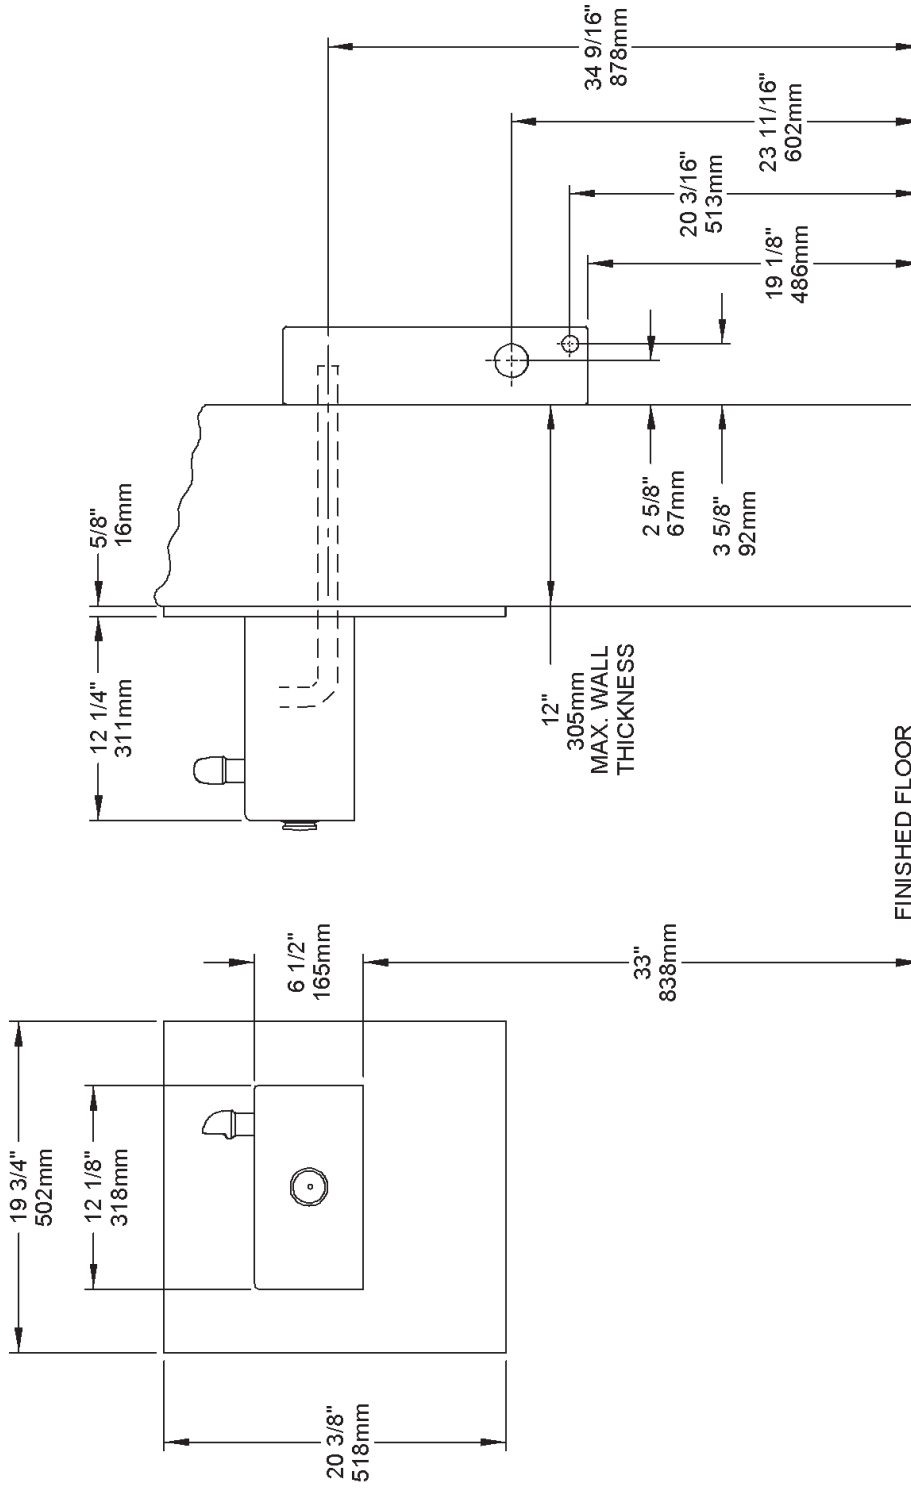 19 3/4"
502mm
12 1/8"
318mm
20 3/8"
518mm
6 1/2"
165mm
33"
838mm
12 1/4"
311mm
5/8"
16mm
12"
305mm
MAX. WALL
THICKNESS
2 5/8"
67mm
3 5/8"
92mm
19 1/8"
486mm
20 3/16"
513mm
23 11/16"
602mm
34 9/16"
878mm
FINISHED FLOOR